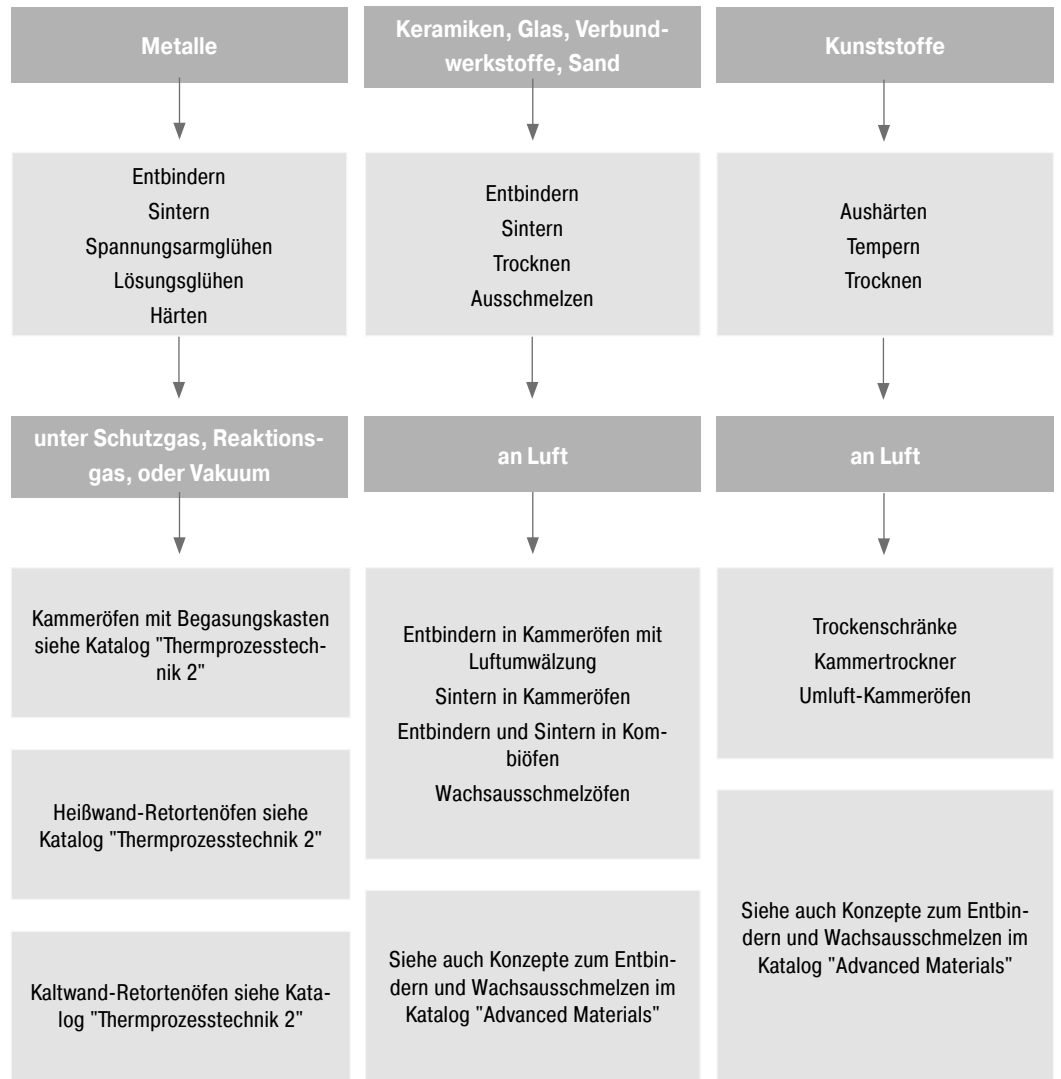 Metalle
Entbindern
Sintern
Spannungsarmglühen
Lösungsglühen
Härten
unter Schutzgas, Reaktions-
gas, oder Vakuum
Kammeröfen mit Begasungskasten
siehe Katalog "Thermprozesstech-
nik 2"
Heißwand-Retortenöfen siehe
Katalog "Thermprozesstechnik 2"
Kaltwand-Retortenöfen siehe Kata-
log "Thermprozesstechnik 2"
Keramiken, Glas, Verbund-
werkstoffe, Sand
Entbindern
Sintern
Trocknen
Ausschmelzen
an Luft
Entbindern in Kammeröfen mit
Luftumwälzung
Sintern in Kammeröfen
Entbindern und Sintern in Kom-
biöfen
Wachsausschmelzöfen
Siehe auch Konzepte zum Entbin-
dern und Wachsausschmelzen im
Katalog "Advanced Materials"
Kunststoffe
Aushärten
Tempern
Trocknen
an Luft
Trockenschränke
Kammertrockner
Umluft-Kammeröfen
Siehe auch Konzepte zum Entbin-
dern und Wachsausschmelzen im
Katalog "Advanced Materials"